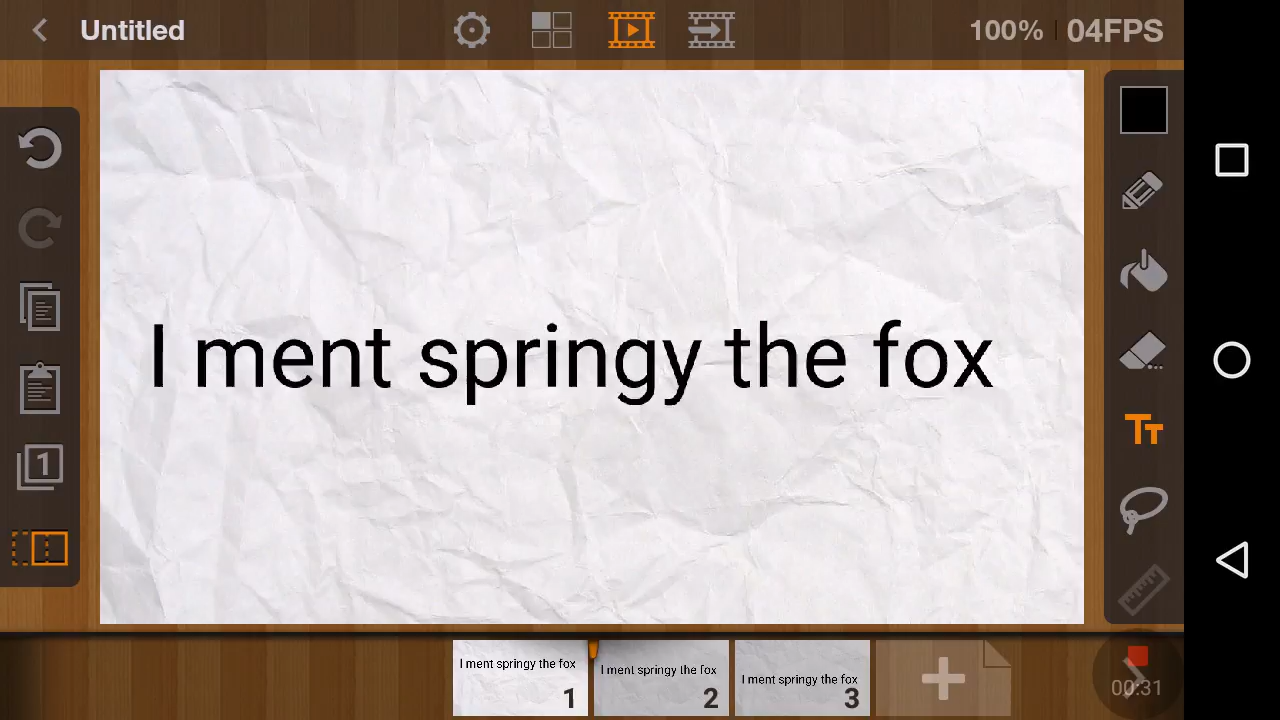 Untitled
100% 04FPS
1
I ment springy the fox
I ment springy the fox
1
I ment springy the fox
2
I ment springy the fox
3
00:31